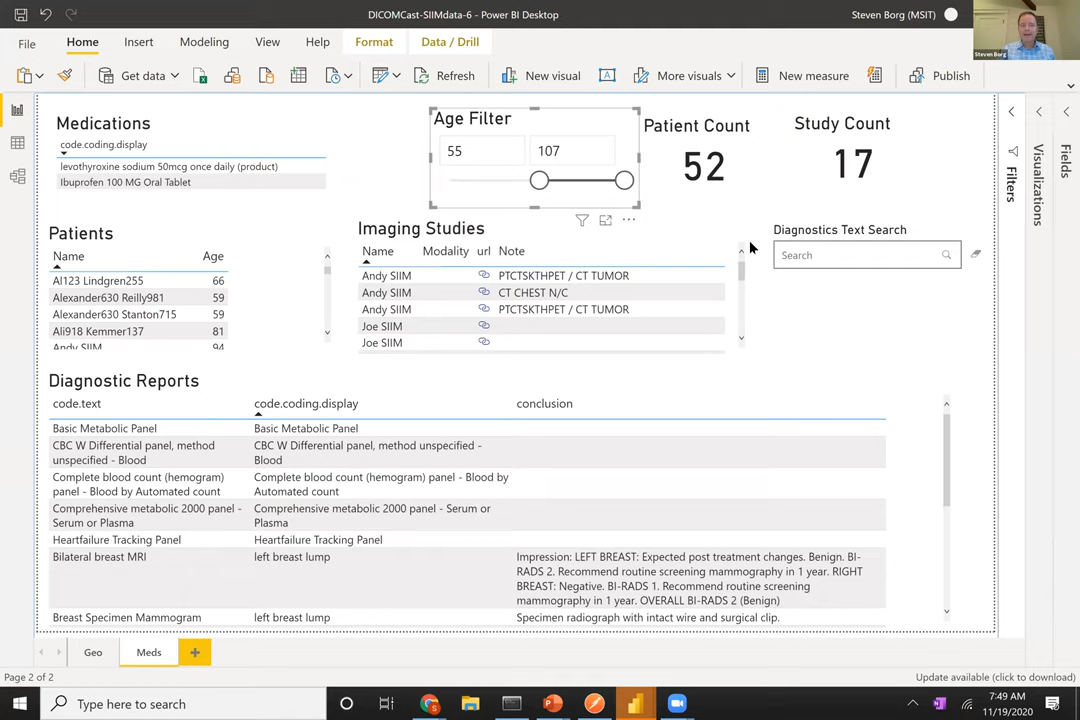 DICOMCast-SIIMdata-6 - Power BI Desktop
Steven Borg (MSIT)
Steven Borg
File
Home
Insert
Modeling
View
Help
Format
Data / Drill
Get data
Refresh
New visual
More visuals
New measure
Publish
Medications
code.coding.display
levothyroxine sodium 50mcg once daily (product)
Ibuprofen 100 MG Oral Tablet
Age Filter
55
107
Patient Count
52
Study Count
17
Filters
Visualizations
Fields
Patients
Name Age
Al123 Lindgren255 66
Alexander630 Reilly981 59
Alexander630 Stanton715 59
Ali918 Kemmer137 81
Andy SIIM 94
Imaging Studies
Name Modality url Note
Andy SIIM PTCTSKTHPET / CT TUMOR
Andy SIIM CT CHEST N/C
Andy SIIM PTCTSKTHPET / CT TUMOR
Joe SIIM
Joe SIIM
Diagnostics Text Search
Search
Diagnostic Reports
code.text code.coding.display conclusion
Basic Metabolic Panel Basic Metabolic Panel
CBC W Differential panel, method CBC W Differential panel, method unspecified -
unspecified - Blood Blood
Complete blood count (hemogram) Complete blood count (hemogram) panel - Blood by
panel - Blood by Automated count Automated count
Comprehensive metabolic 2000 panel - Comprehensive metabolic 2000 panel - Serum or
Serum or Plasma Plasma
Heartfailure Tracking Panel Heartfailure Tracking Panel
Bilateral breast MRI left breast lump Impression: LEFT BREAST: Expected post treatment changes. Benign. BI-
RADS 2. Recommend routine screening mammography in 1 year. RIGHT
BREAST: Negative. BI-RADS 1. Recommend routine screening
mammography in 1 year. OVERALL BI-RADS 2 (Benign)
Breast Specimen Mammogram left breast lump Specimen radiograph with intact wire and surgical clip.
Geo
Meds
Page 2 of 2
Update available (click to download)
Type here to search
7:49 AM
11/19/2020